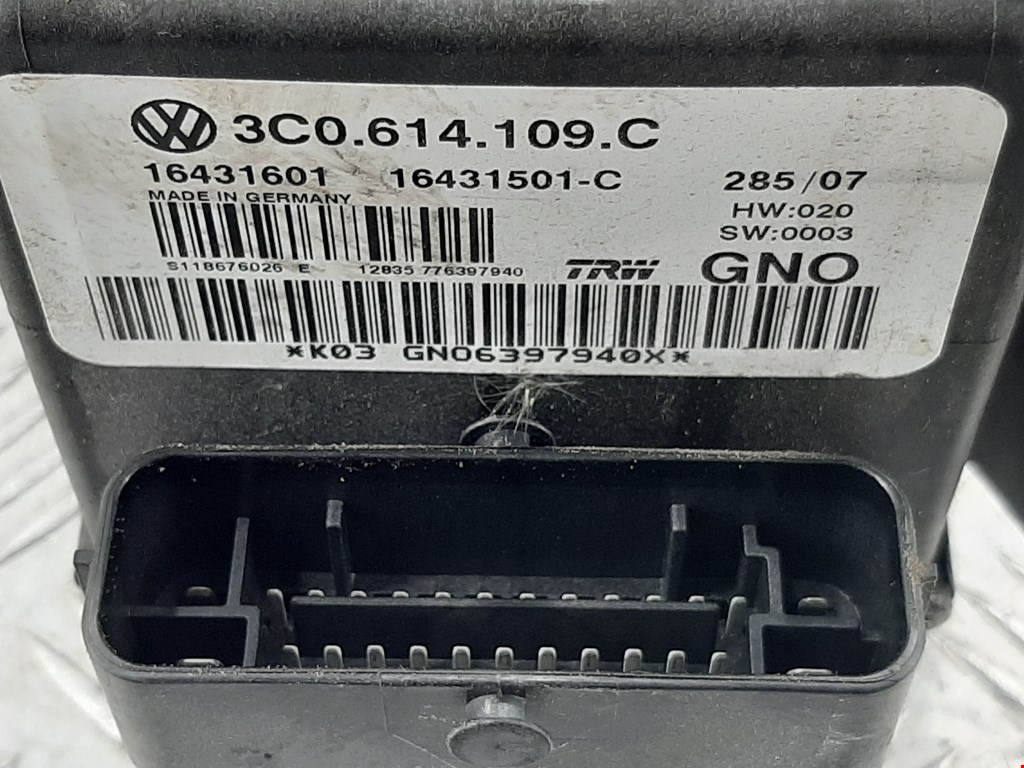 3C0.614.109.C
16431601 16431501-C 285/07
MADE IN GERMANY HW:020
SW:0003
S118676026 E 12835 776397940 TRW GNO
*K03 GNO6397940X*